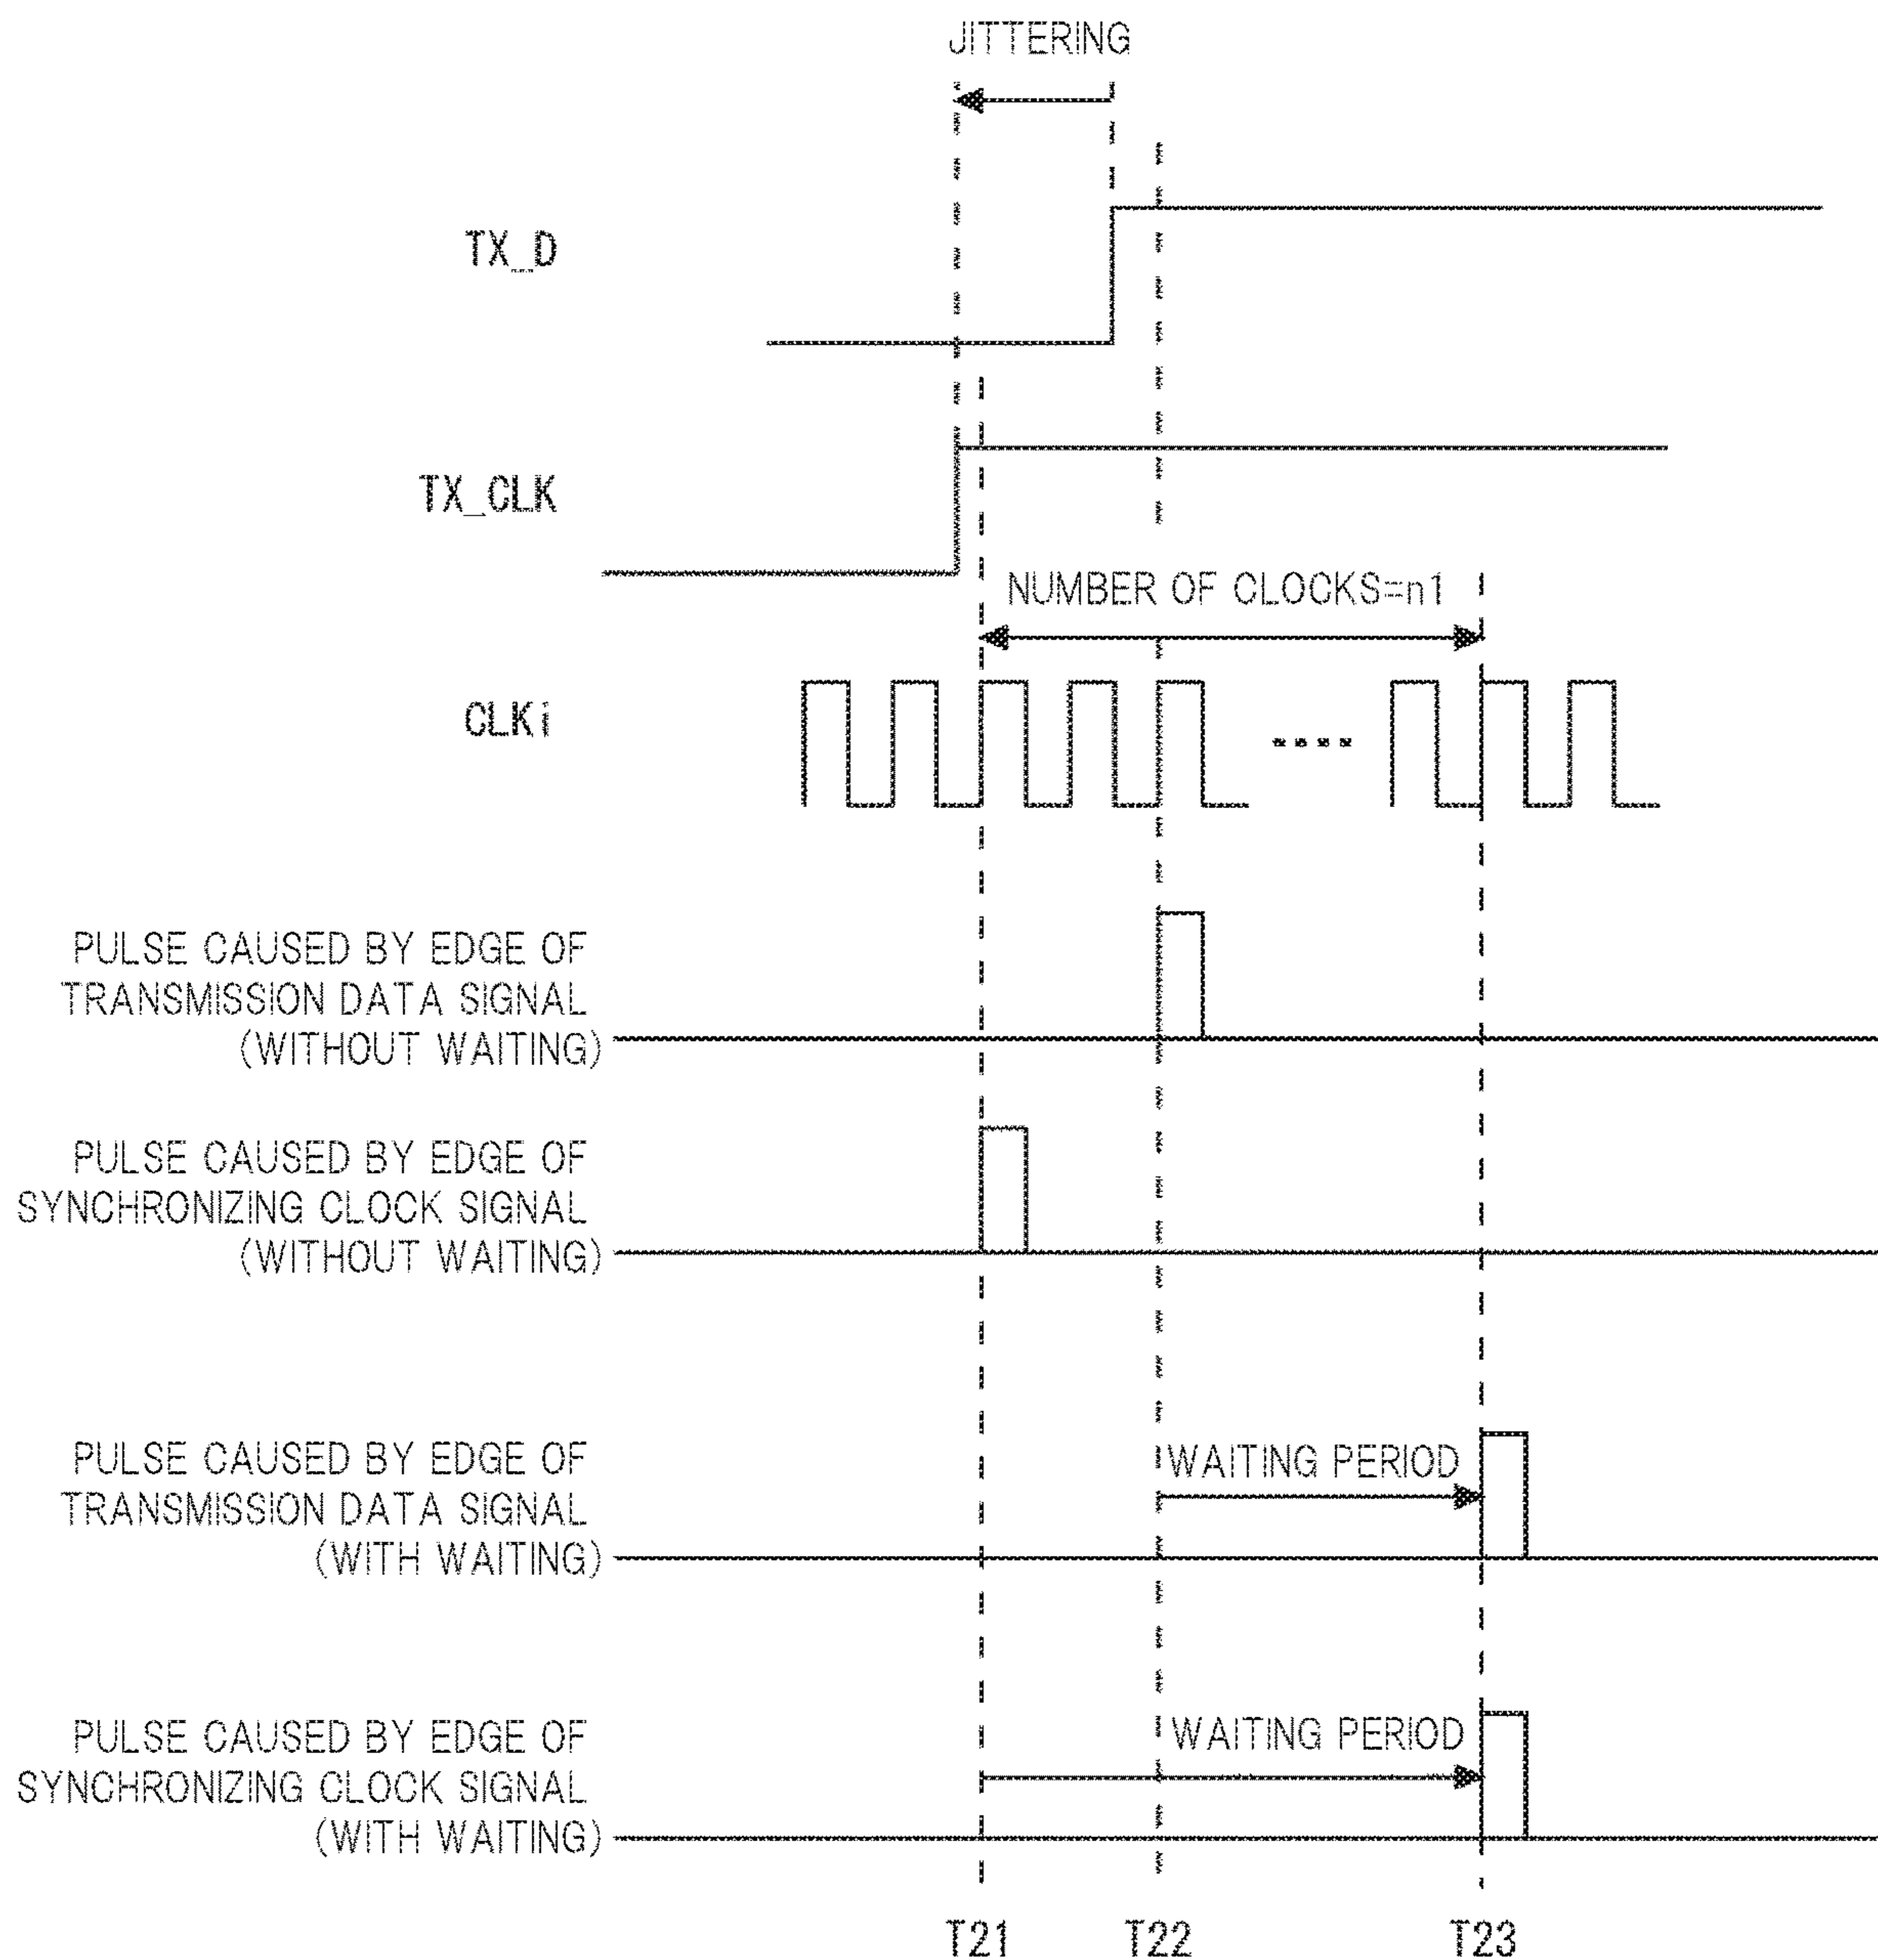 JITTERING
TX_D
TX_CLK
NUMBER OF CLOCKS=n1
CLKi
PULSE CAUSED BY EDGE OF
TRANSMISSION DATA SIGNAL
(WITHOUT WAITING)
PULSE CAUSED BY EDGE OF
SYNCHRONIZING CLOCK SIGNAL
(WITHOUT WAITING)
PULSE CAUSED BY EDGE OF
TRANSMISSION DATA SIGNAL
(WITH WAITING)
WAITING PERIOD
PULSE CAUSED BY EDGE OF
SYNCHRONIZING CLOCK SIGNAL
(WITH WAITING)
WAITING PERIOD
T21 T22 T23